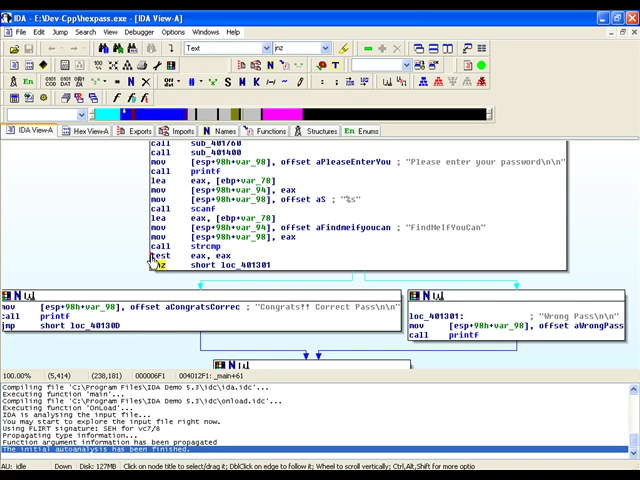 IDA - E:\Dev-Cpp\hexpass.exe - [IDA View-A]
File Edit Jump Search View Debugger Options Windows Help
Text
jnz
IDA View-A Hex View-A Exports Imports Names Functions Structures En Enums
call sub_401760
call sub_401400
mov [esp+98h+var_98], offset aPleaseEnterYou ; "Please enter your password\n\n"
call printf
lea eax, [ebp+var_78]
mov [esp+98h+var_94], eax
mov [esp+98h+var_98], offset aS ; "%s"
call scanf
lea eax, [ebp+var_78]
mov [esp+98h+var_94], offset aFindmeifyoucan ; "FindMeIfYouCan"
mov [esp+98h+var_98], eax
call strcmp
test eax, eax
jnz short loc_401301
mov [esp+98h+var_98], offset aCongratsCorrec ; "Congrats!! Correct Pass\n\n"
call printf
jmp short loc_40130D
loc_401301: ; "Wrong Pass\n\n"
mov [esp+98h+var_98], offset aWrongPass
call printf
100.00% (5,414) (238,181) 000006F1 004012F1: _main+61
Compiling file 'C:\Program Files\IDA Demo 5.3\idc\ida.idc'...
Executing function 'main'...
Compiling file 'C:\Program Files\IDA Demo 5.3\idc\onload.idc'...
Executing function 'OnLoad'...
IDA is analysing the input file...
You may start to explore the input file right now.
Using FLIRT signature: SEH for vc7/8
Propagating type information...
Function argument information has been propagated
The initial autoanalysis has been finished.
AU: idle Down Disk: 127MB Click on node title to select/drag it; DblClick on edge to follow it; Wheel to scroll vertically; Ctrl,Alt,Shift for more optio